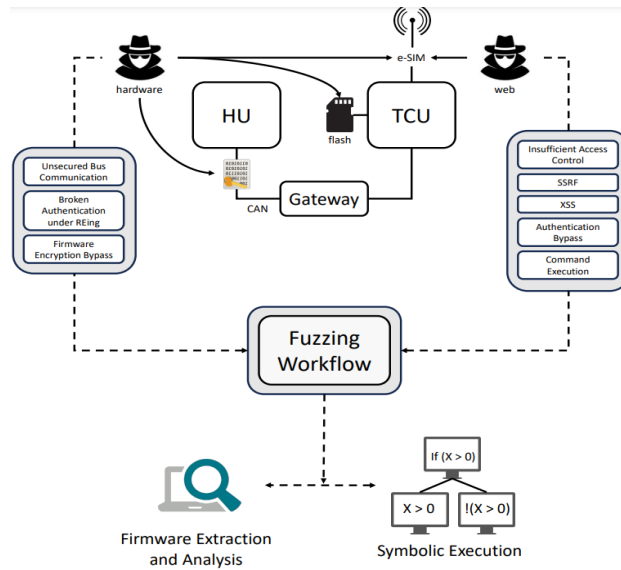 e-SIM
hardware
web
HU
TCU
flash
CAN
Gateway
Unsecured Bus
Communication
Broken
Authentication
under REing
Firmware
Encryption Bypass
Insufficient Access
Control
SSRF
XSS
Authentication
Bypass
Command
Execution
Fuzzing
Workflow
If (X > 0)
X > 0
!(X > 0)
Firmware Extraction
and Analysis
Symbolic Execution